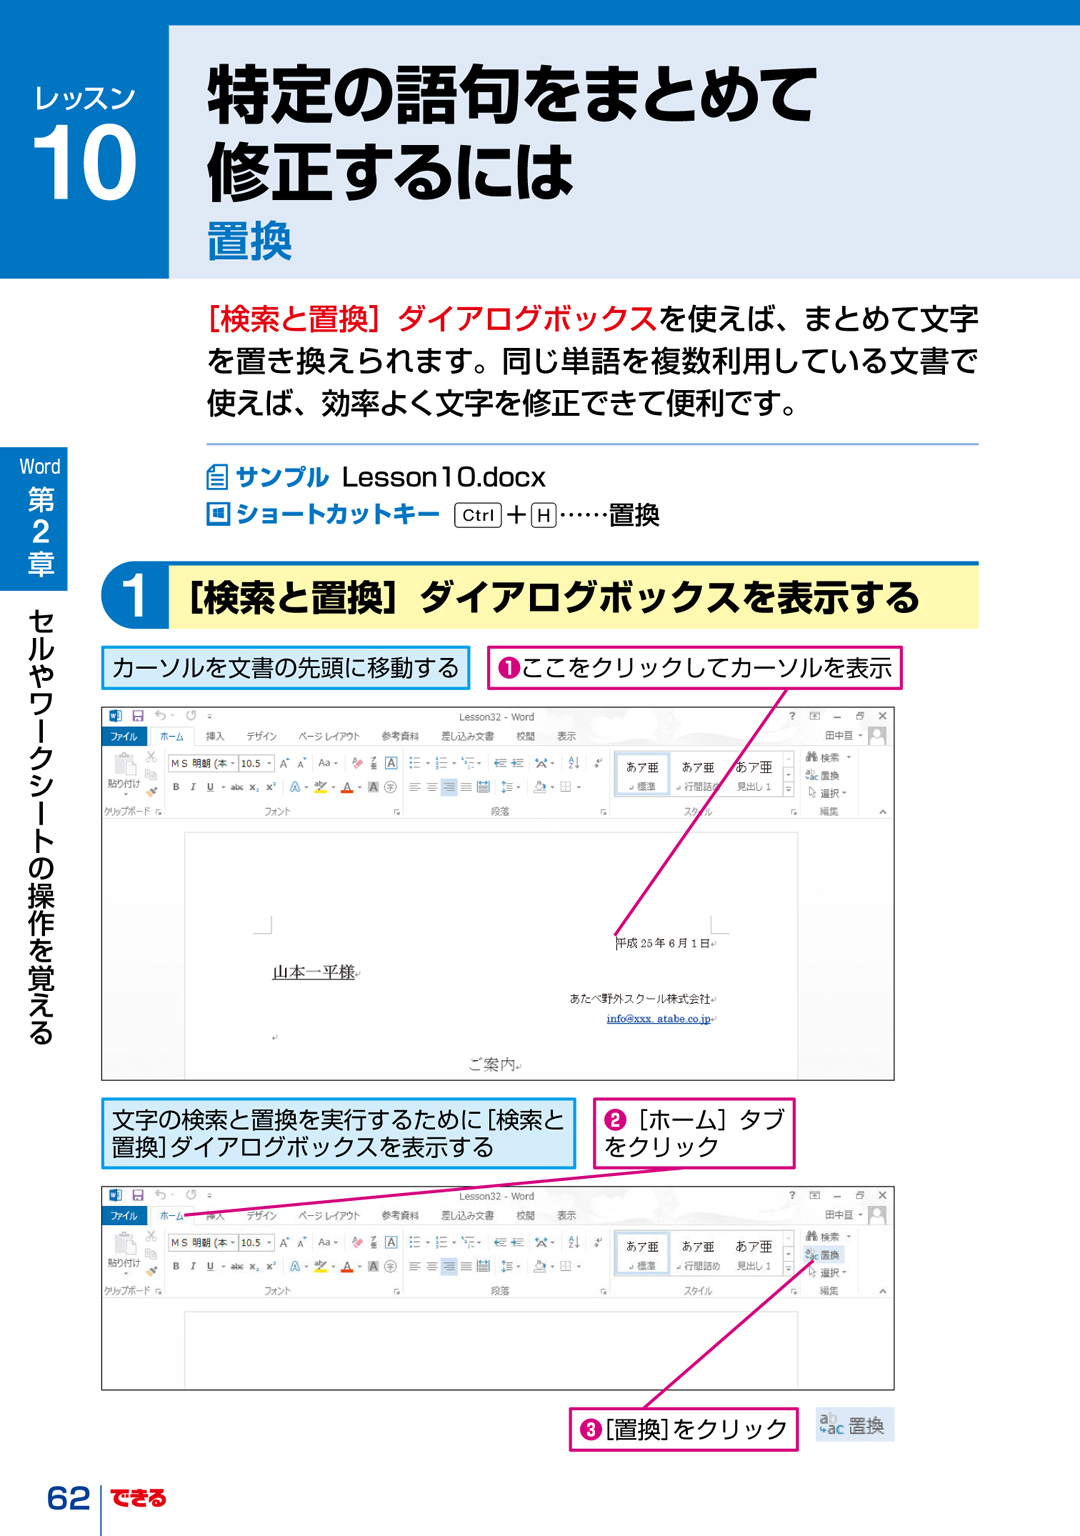 レッスン
10
特定の語句をまとめて
修正するには
置換
［検索と置換］ダイアログボックスを使えば、まとめて文字
を置き換えられます。同じ単語を複数利用している文書で
使えば、効率よく文字を修正できて便利です。
サンプル Lesson10.docx
ショートカットキー Ctrl＋H……置換
Word
第2章
セルやワークシートの操作を覚える
1 ［検索と置換］ダイアログボックスを表示する
カーソルを文書の先頭に移動する
❶ここをクリックしてカーソルを表示
Lesson32 - Word
ファイル ホーム 挿入 デザイン ページ レイアウト 参考資料 差し込み文書 校閲 表示 田中亘
ＭＳ 明朝 (本 10.5 Aa
あア亜 あア亜 あア亜
検索
貼り付け
置換
B I U abc x₂ x²
標準 行間詰め 見出し 1
選択
クリップボード フォント 段落 スタイル 編集
平成 25 年 6 月 1 日
山本一平様
あたべ野外スクール株式会社
info@xxx. atabe.co.jp
ご案内
文字の検索と置換を実行するために［検索と
置換］ダイアログボックスを表示する
❷［ホーム］タブ
をクリック
Lesson32 - Word
ファイル ホーム 挿入 デザイン ページ レイアウト 参考資料 差し込み文書 校閲 表示 田中亘
ＭＳ 明朝 (本 10.5 Aa
あア亜 あア亜 あア亜
検索
貼り付け
置換
B I U abc x₂ x²
標準 行間詰め 見出し 1
選択
クリップボード フォント 段落 スタイル 編集
❸［置換］をクリック
置換
62 できる